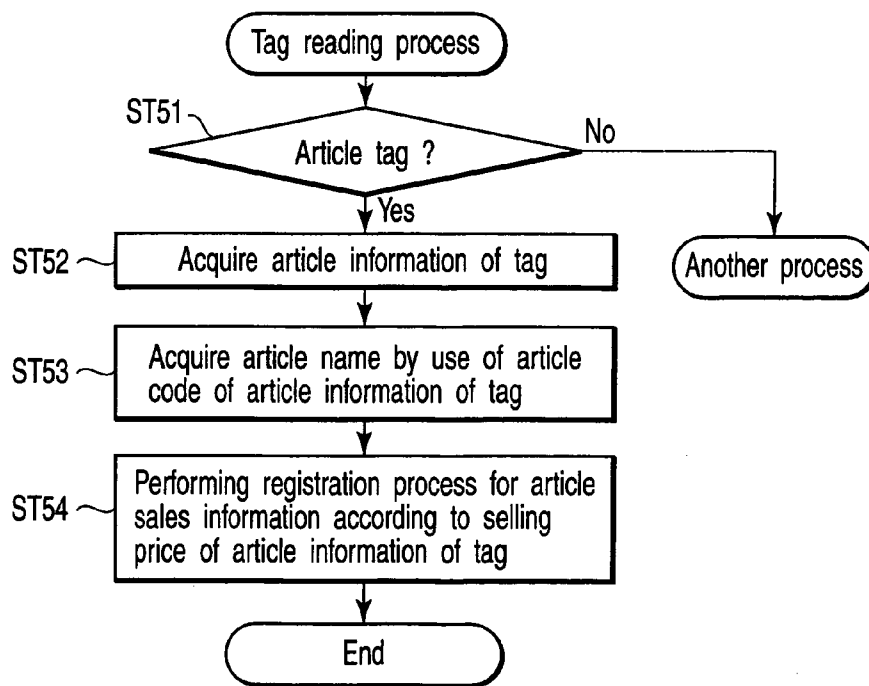 Tag reading process
ST51
Article tag ?
No
Yes
ST52
Acquire article information of tag
Another process
ST53
Acquire article name by use of article
code of article information of tag
ST54
Performing registration process for article
sales information according to selling
price of article information of tag
End